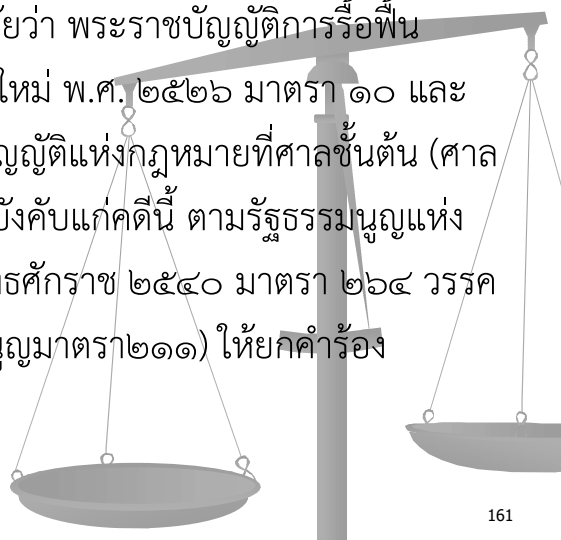 ยว่า พระราชบัญญัติการรื้อฟื้น
ใหม่ พ.ศ. ๒๕๒๖ มาตรา ๑๐ และ
ญญัติแห่งกฎหมายที่ศาลชั้นต้น (ศาล
บังคับแก่คดีนี้ ตามรัฐธรรมนูญแห่ง
ธศักราช ๒๕๔๐ มาตรา ๒๖๔ วรรค
นูญมาตรา๒๑๑) ให้ยกคำร้อง
161